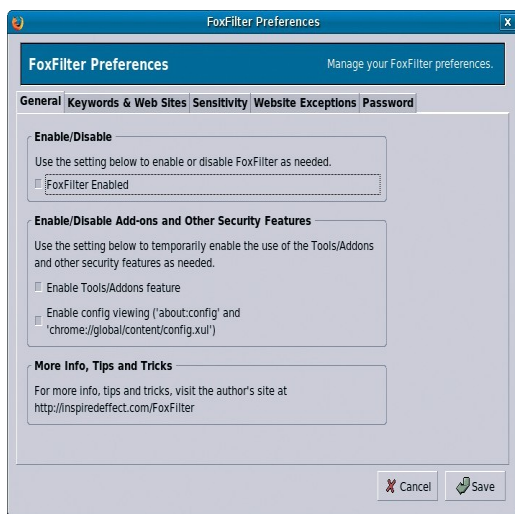 FoxFilter Preferences
X
FoxFilter Preferences
Manage your FoxFilter preferences.
General Keywords & Web Sites Sensitivity Website Exceptions Password
Enable/Disable
Use the setting below to enable or disable FoxFilter as needed.
FoxFilter Enabled
Enable/Disable Add-ons and Other Security Features
Use the setting below to temporarily enable the use of the Tools/Addons
and other security features as needed.
Enable Tools/Addons feature
Enable config viewing ('about:config' and
'chrome://global/content/config.xul')
More Info, Tips and Tricks
For more info, tips and tricks, visit the author's site at
http://inspiredeffect.com/FoxFilter
Cancel Save